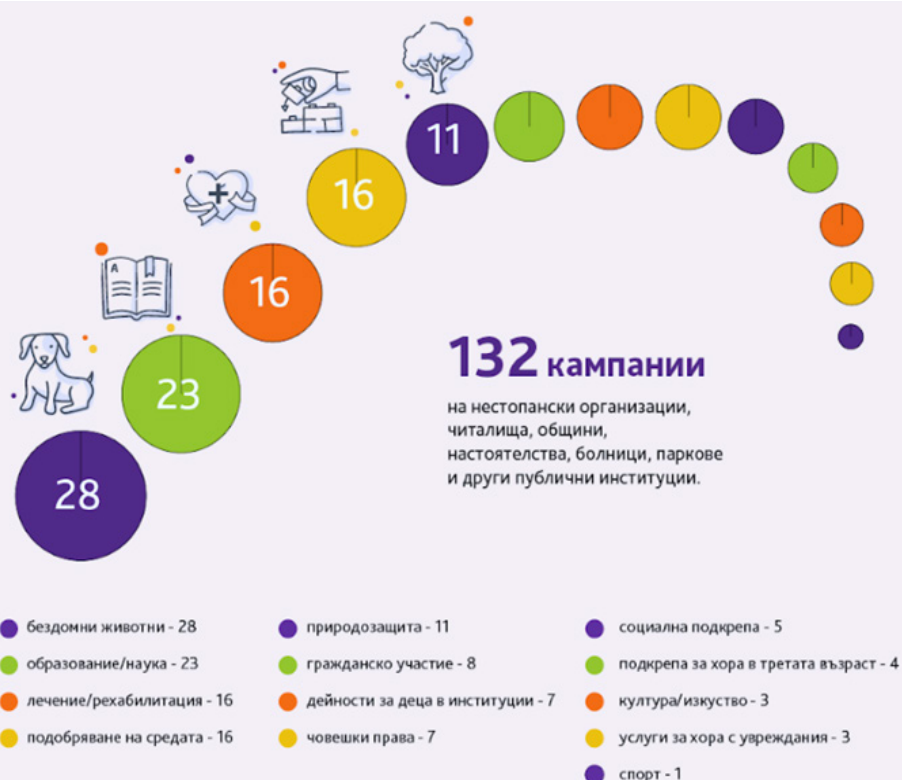 11
16
16
23
28
A
132 кампании
на нестопански организации,
читалища, общини,
настоятелства, болници, паркове
и други публични институции.
бездомни животни - 28
образование/наука - 23
лечение/рехабилитация - 16
подобряване на средата - 16
природозащита - 11
гражданско участие - 8
дейности за деца в институции - 7
човешки права - 7
социална подкрепа - 5
подкрепа за хора в третата възраст - 4
култура/изкуство - 3
услуги за хора с увреждания - 3
спорт - 1